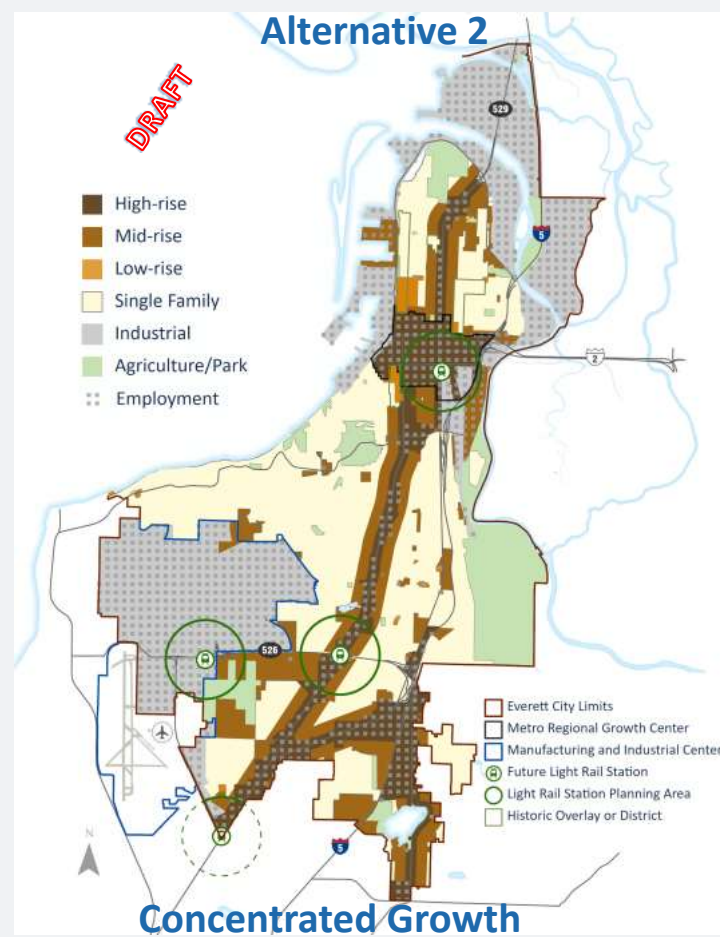 Alternative 2
DRAFT
529
High-rise
Mid-rise
Low-rise
Single Family
Industrial
Agriculture/Park
Employment
5
2
526
Everett City Limits
Metro Regional Growth Center
Manufacturing and Industrial Center
Future Light Rail Station
Light Rail Station Planning Area
Historic Overlay or District
N
5
Concentrated Growth